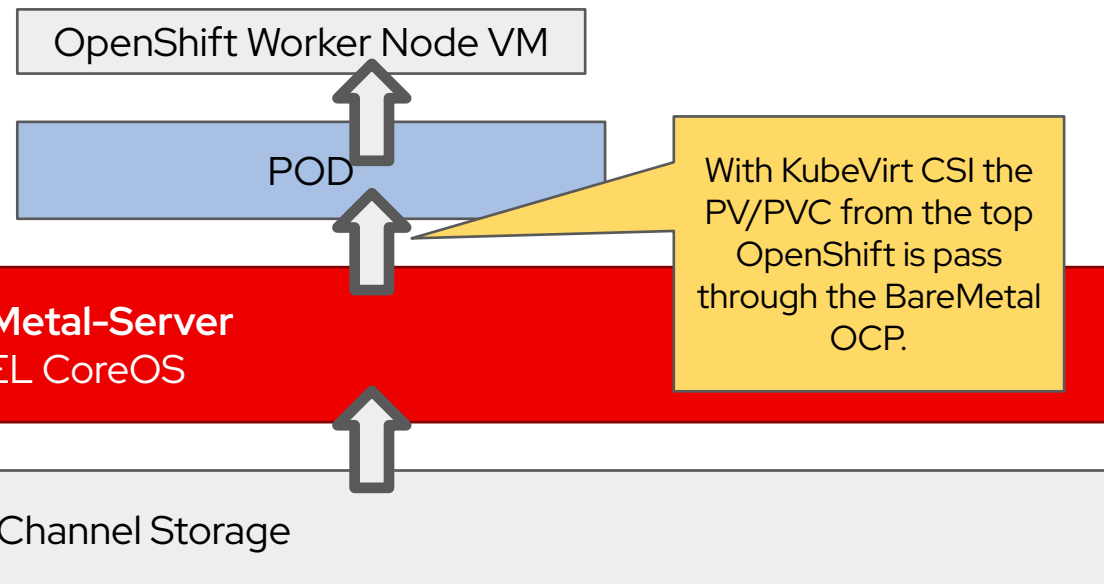 OpenShift Worker Node VM
POD
With KubeVirt CSI the
PV/PVC from the top
OpenShift is pass
through the BareMetal
OCP.
Metal-Server
EL CoreOS
Channel Storage